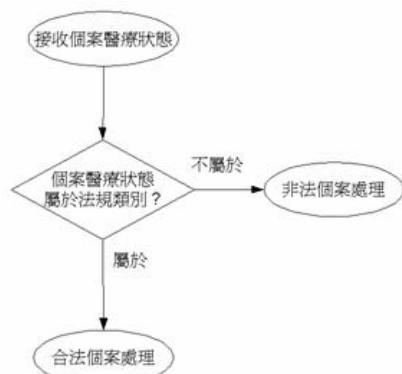 接收個案醫療狀態
個案醫療狀態
屬於法規類別？
不屬於
非法個案處理
屬於
合法個案處理